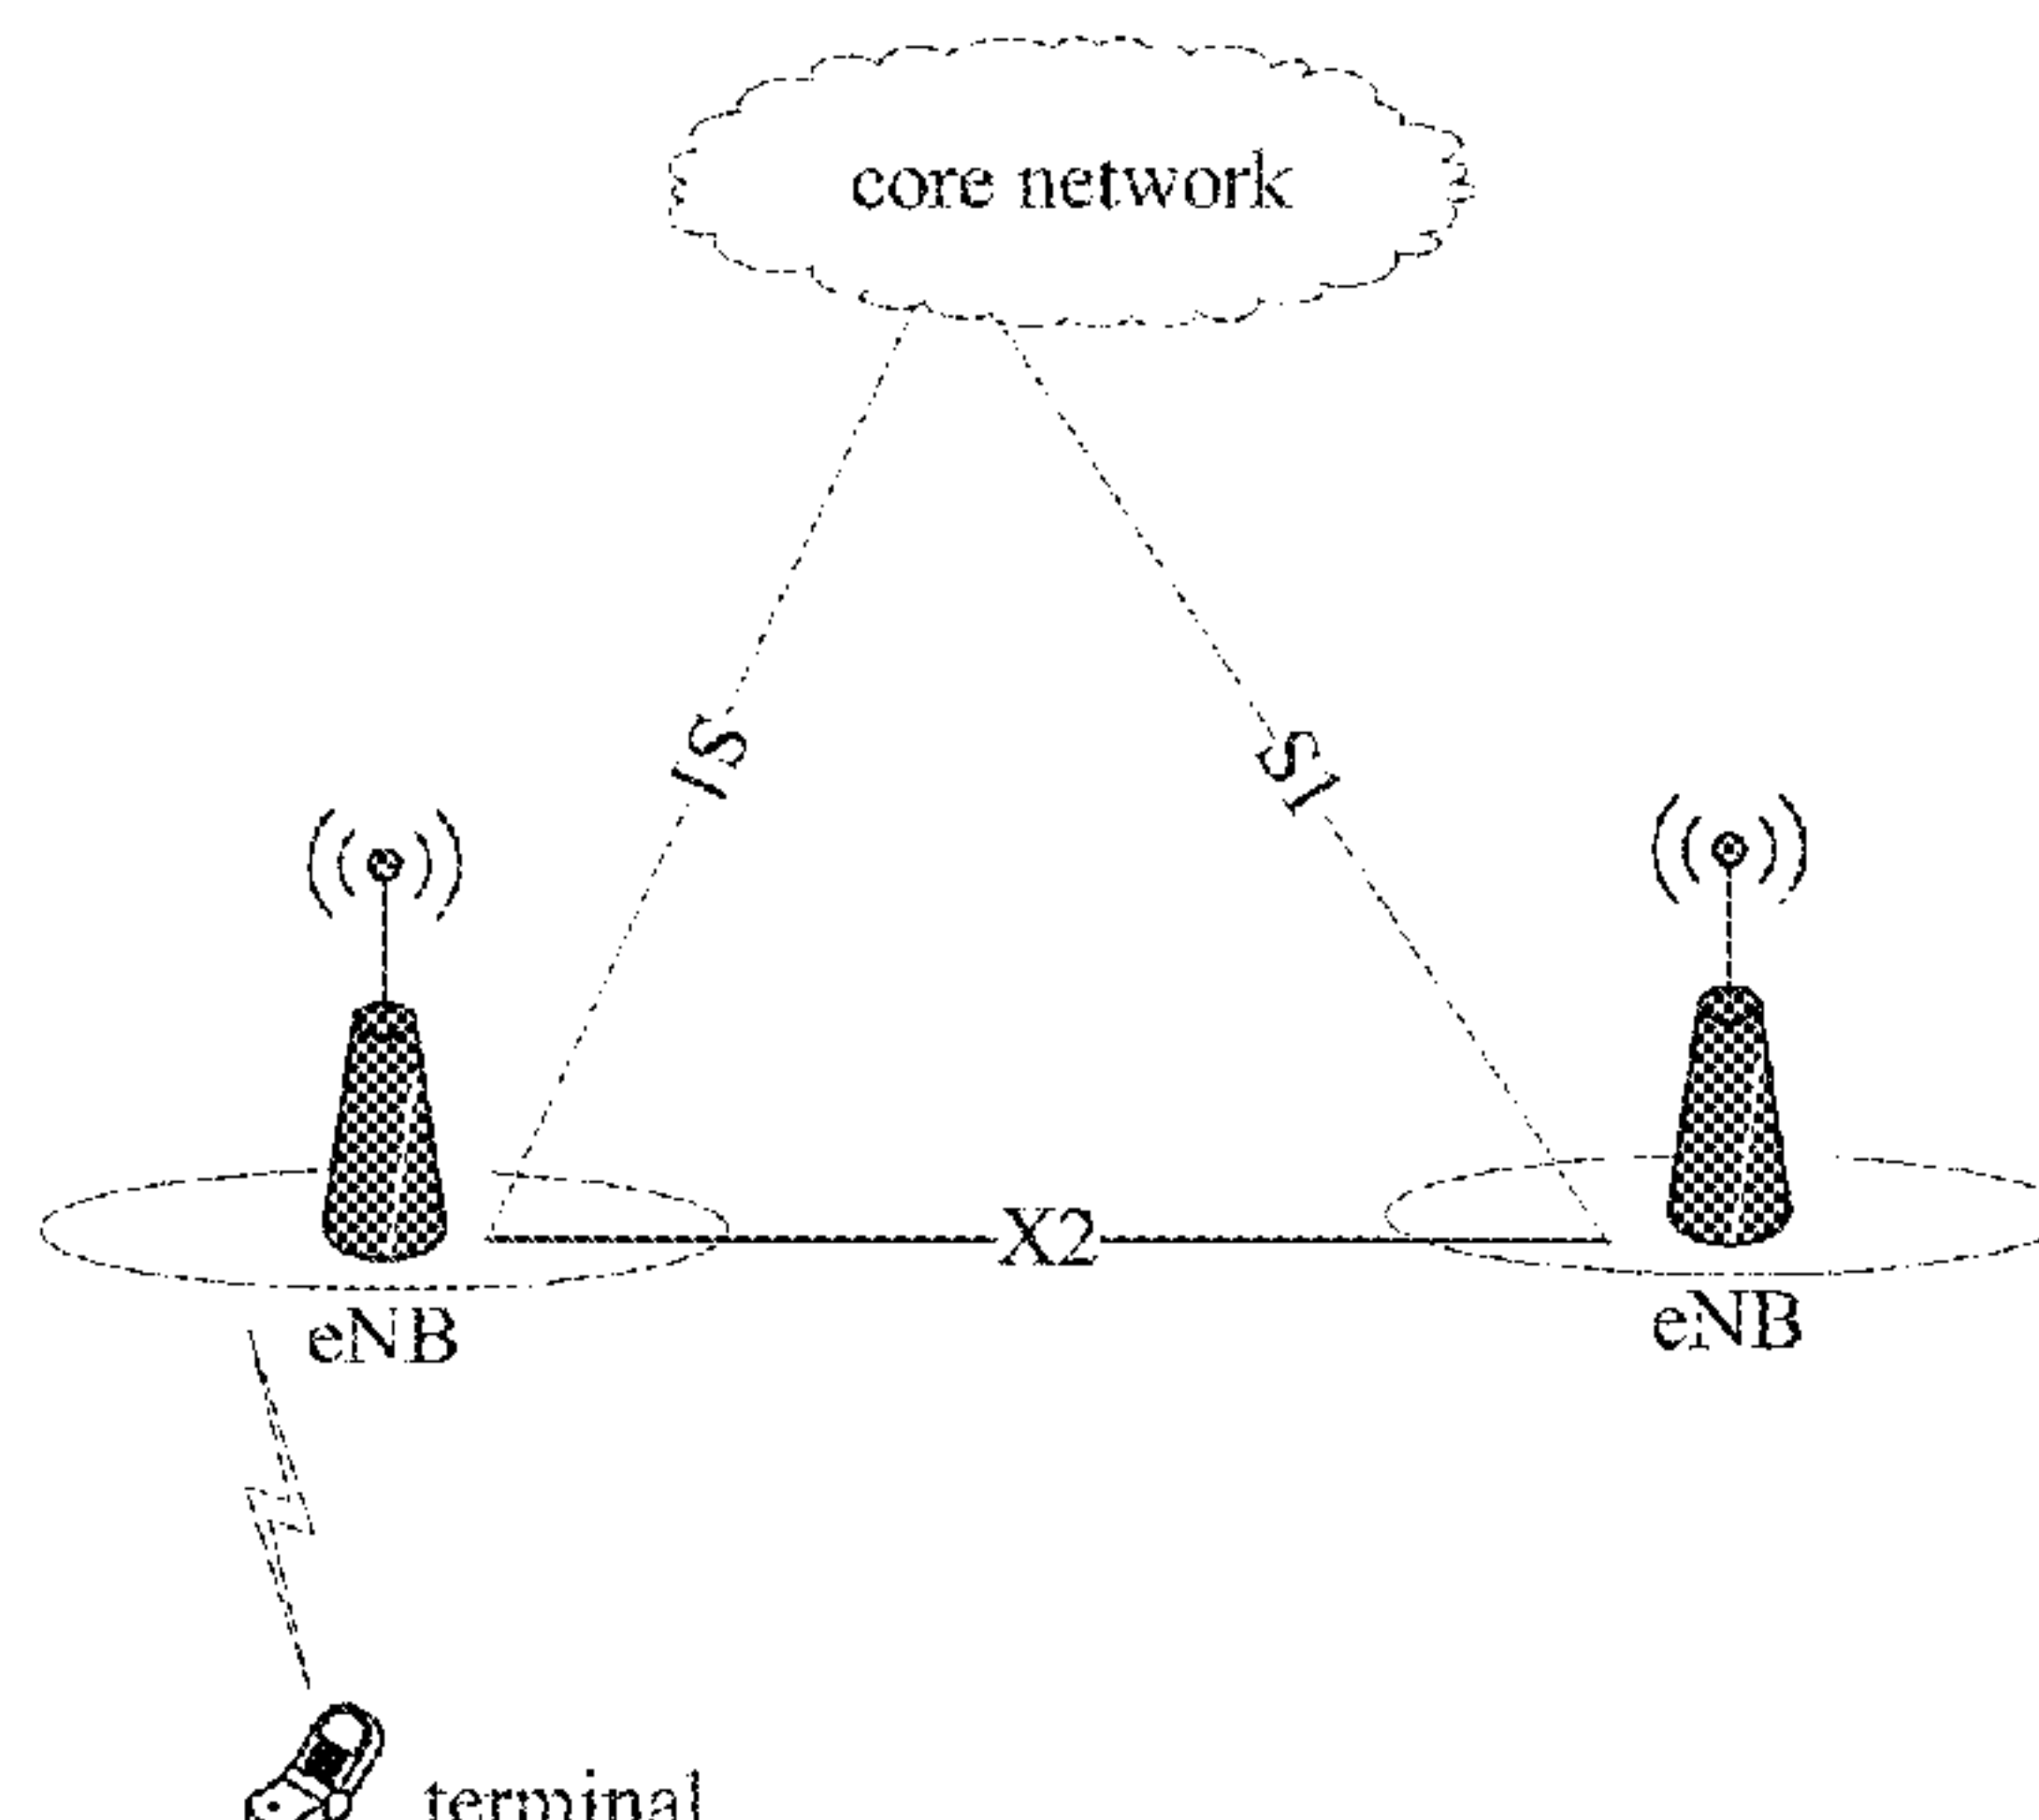 core network
S1
S1
X2
eNB
eNB
terminal